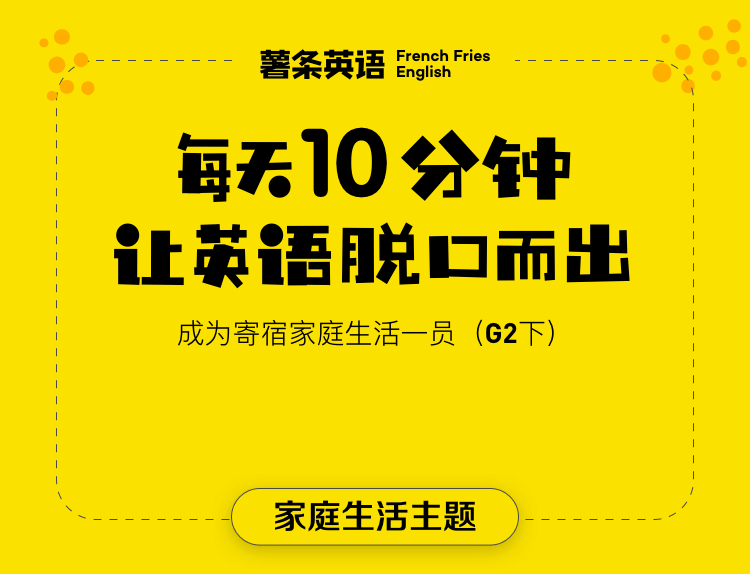 薯条英语 French Fries
English
每天10分钟
让英语脱口而出
成为寄宿家庭生活一员（G2下）
家庭生活主题